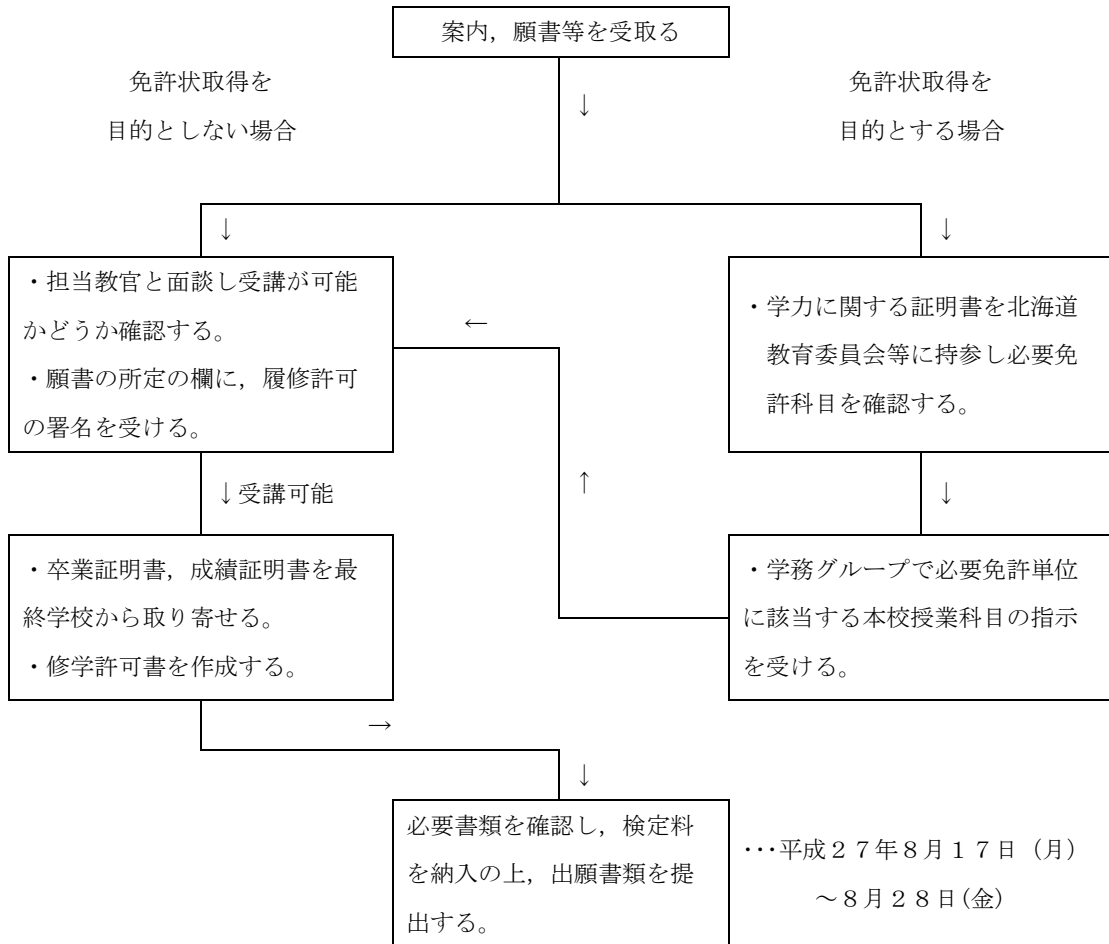 案内，願書等を受取る
免許状取得を
目的としない場合
↓
免許状取得を
目的とする場合
↓
↓
・担当教官と面談し受講が可能
かどうか確認する。
・願書の所定の欄に，履修許可
の署名を受ける。
←
・学力に関する証明書を北海道
教育委員会等に持参し必要免
許科目を確認する。
↓受講可能
↑
↓
・卒業証明書，成績証明書を最
終学校から取り寄せる。
・修学許可書を作成する。
・学務グループで必要免許単位
に該当する本校授業科目の指示
を受ける。
→
↓
必要書類を確認し，検定料
を納入の上，出願書類を提
出する。
･･･平成２７年８月１７日（月）
～８月２８日(金)